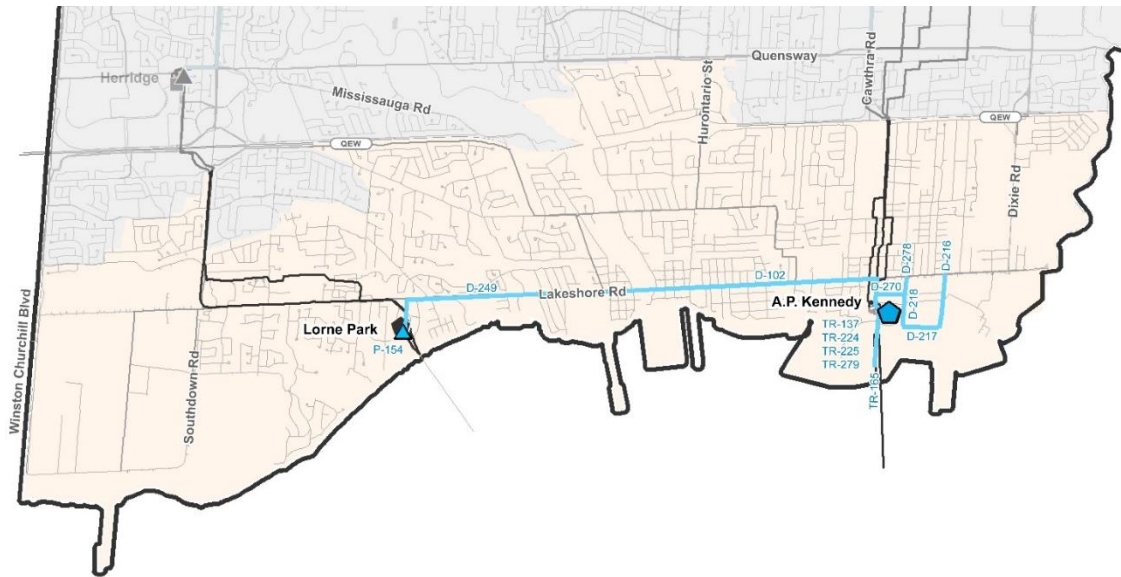 Quensway
Herridge
Mississauga Rd
Hurontario St
Cawthra Rd
QEW
QEW
Dixie Rd
Winston Churchill Blvd
Southdown Rd
D-278
D-216
D-102
D-270
D-249
Lakeshore Rd
A.P. Kennedy
D-218
Lorne Park
TR-137
TR-224
TR-225
TR-279
D-217
P-154
TR-165